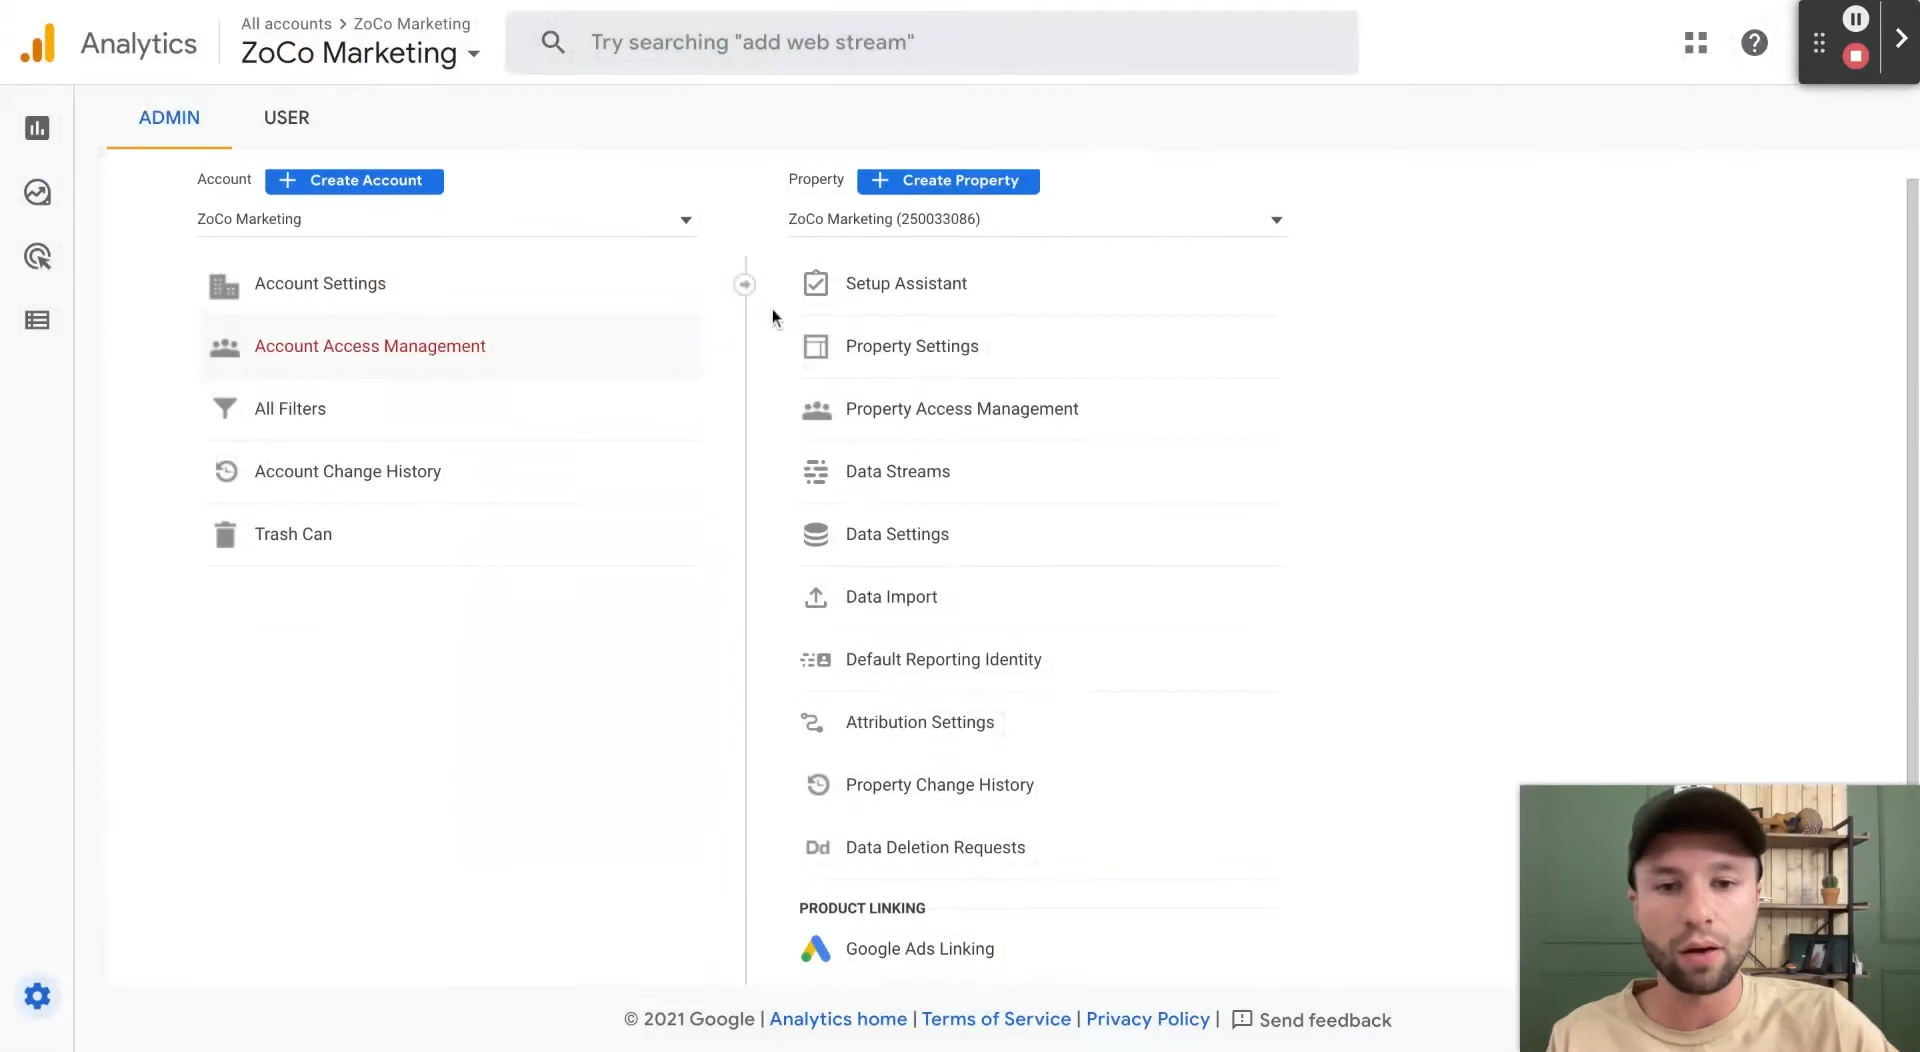 Analytics
All accounts > ZoCo Marketing
ZoCo Marketing
Try searching "add web stream"
ADMIN
USER
Account
+ Create Account
ZoCo Marketing
Account Settings
Account Access Management
All Filters
Account Change History
Trash Can
Property
+ Create Property
ZoCo Marketing (250033086)
Setup Assistant
Property Settings
Property Access Management
Data Streams
Data Settings
Data Import
Default Reporting Identity
Attribution Settings
Property Change History
Dd Data Deletion Requests
PRODUCT LINKING
Google Ads Linking
© 2021 Google | Analytics home | Terms of Service | Privacy Policy | Send feedback